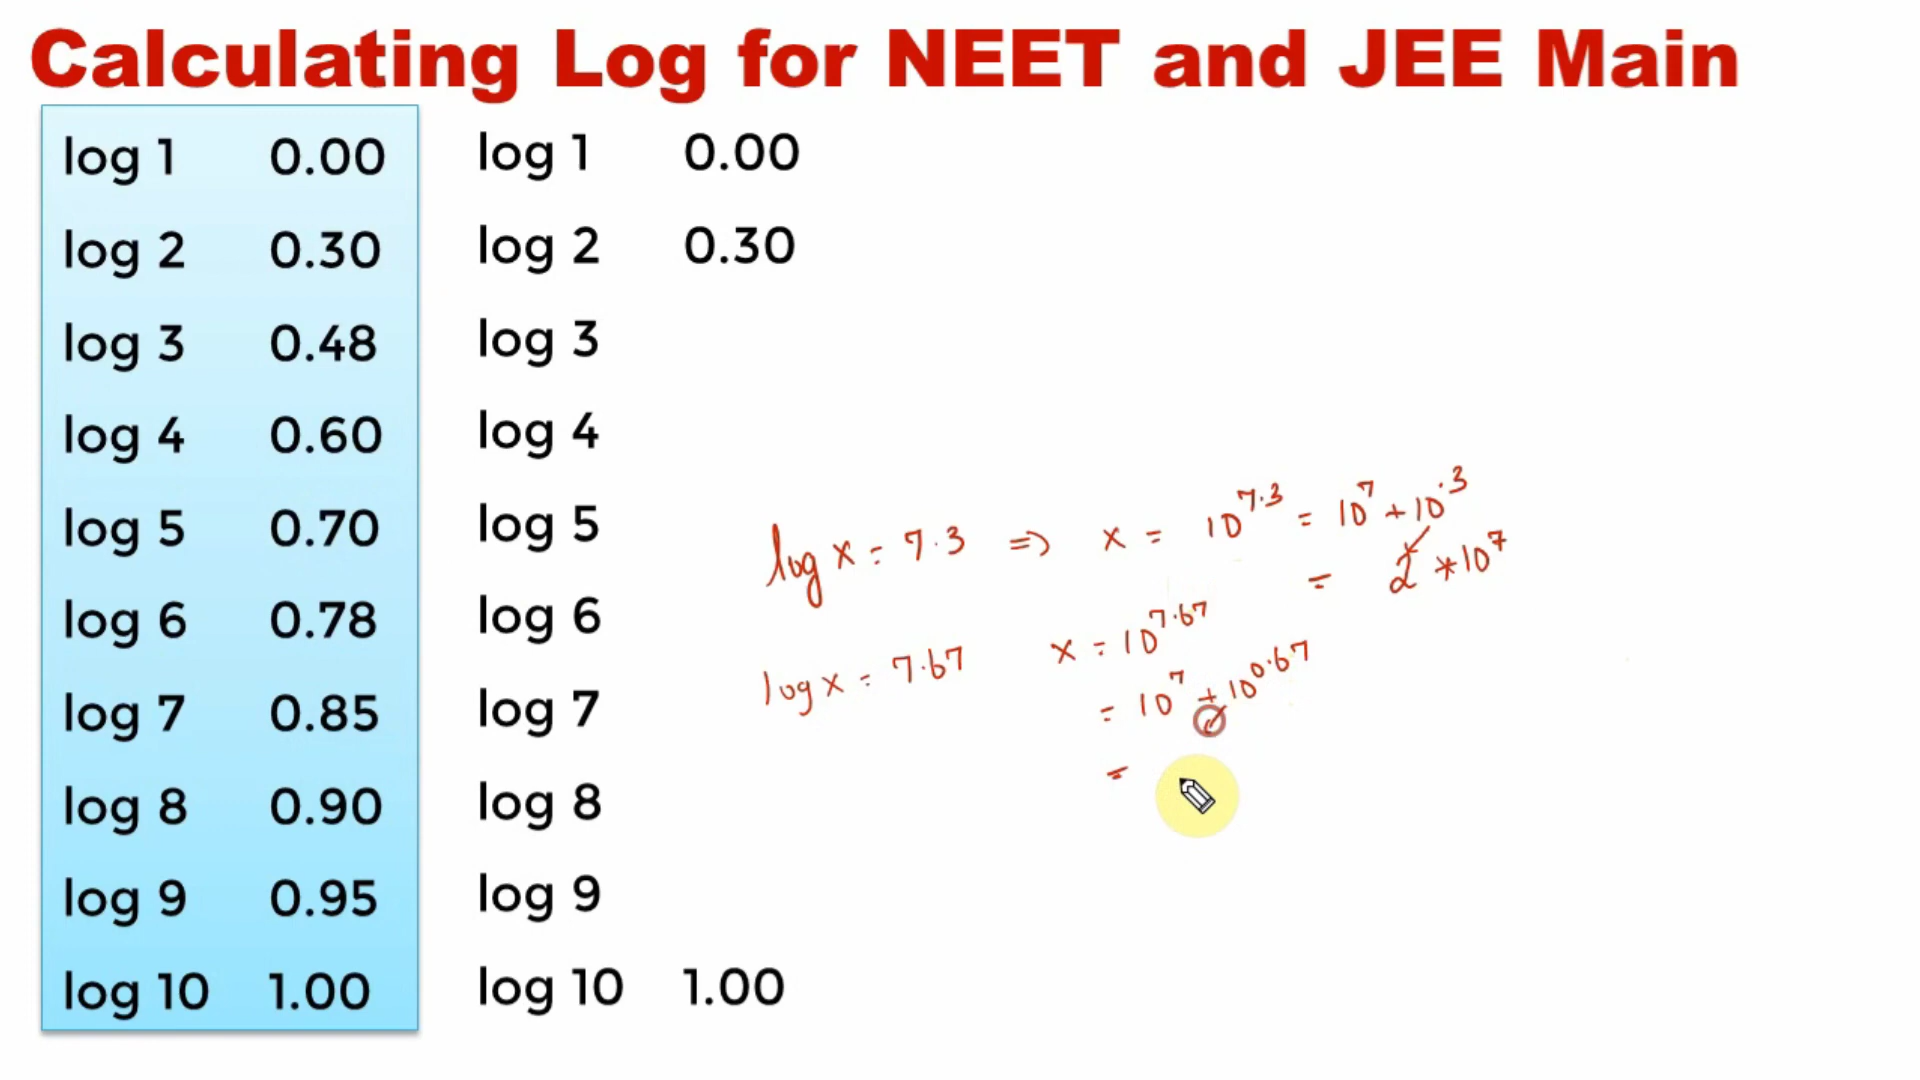 Calculating Log for NEET and JEE Main
log 1 0.00
log 2 0.30
log 3 0.48
log 4 0.60
log 5 0.70
log 6 0.78
log 7 0.85
log 8 0.90
log 9 0.95
log 10 1.00
log 1 0.00
log 2 0.30
log 3
log 4
log 5
log 6
log 7
log 8
log 9
log 10 1.00
log x = 7.3 => x = 10^7.3 = 10^7 + 10^.3
= 2 * 10^7
log x = 7.67 x = 10^7.67
= 10^7 + 10^0.67
=